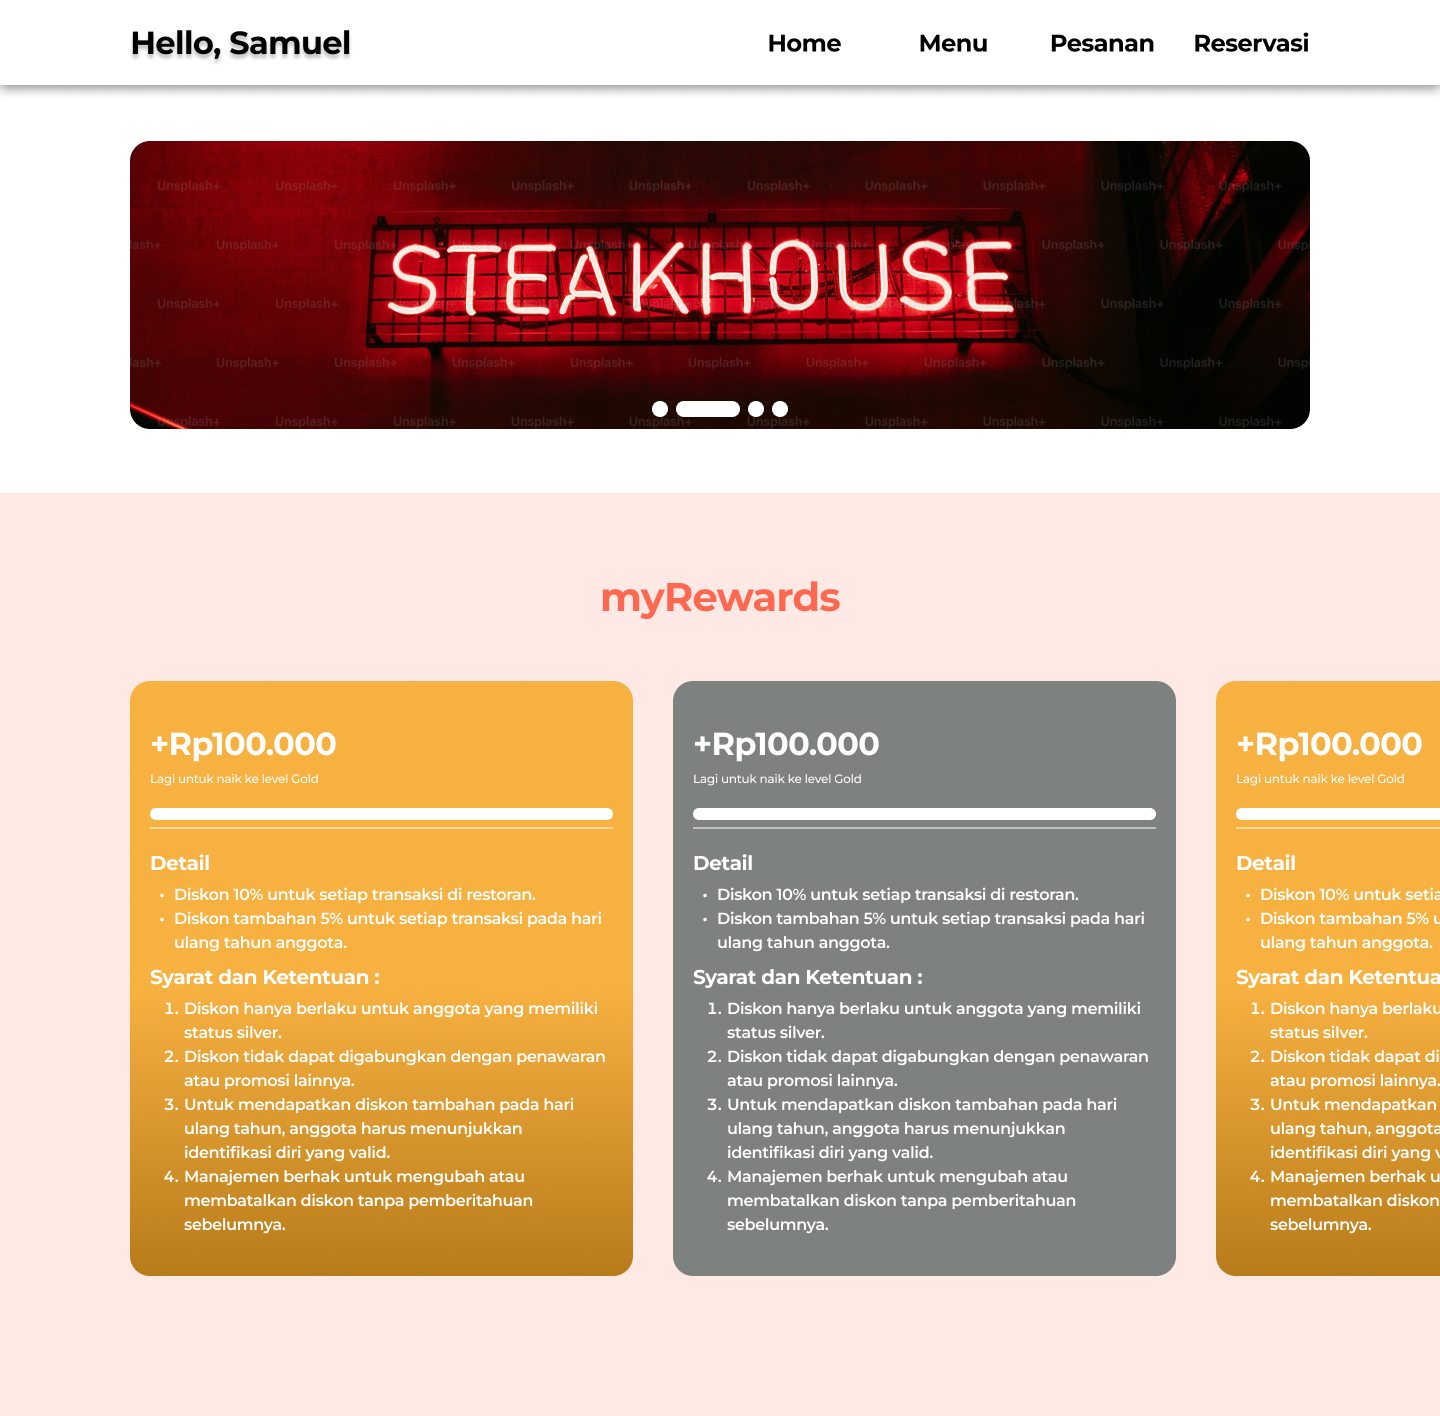 Hello, Samuel
Home Menu Pesanan Reservasi
Unsplash+ Unsplash+ Unsplash+ Unsplash+ Unsplash+ Unsplash+ Unsplash+ Unsplash+ Unsplash+ Unsplash+
STEAKHOUSE
myRewards
+Rp100.000
Lagi untuk naik ke level Gold
Detail
• Diskon 10% untuk setiap transaksi di restoran.
• Diskon tambahan 5% untuk setiap transaksi pada hari
ulang tahun anggota.
Syarat dan Ketentuan :
1. Diskon hanya berlaku untuk anggota yang memiliki
status silver.
2. Diskon tidak dapat digabungkan dengan penawaran
atau promosi lainnya.
3. Untuk mendapatkan diskon tambahan pada hari
ulang tahun, anggota harus menunjukkan
identifikasi diri yang valid.
4. Manajemen berhak untuk mengubah atau
membatalkan diskon tanpa pemberitahuan
sebelumnya.
+Rp100.000
Lagi untuk naik ke level Gold
Detail
• Diskon 10% untuk setiap transaksi di restoran.
• Diskon tambahan 5% untuk setiap transaksi pada hari
ulang tahun anggota.
Syarat dan Ketentuan :
1. Diskon hanya berlaku untuk anggota yang memiliki
status silver.
2. Diskon tidak dapat digabungkan dengan penawaran
atau promosi lainnya.
3. Untuk mendapatkan diskon tambahan pada hari
ulang tahun, anggota harus menunjukkan
identifikasi diri yang valid.
4. Manajemen berhak untuk mengubah atau
membatalkan diskon tanpa pemberitahuan
sebelumnya.
+Rp100.000
Lagi untuk naik ke level Gold
Detail
• Diskon 10% untuk
• Diskon tambahan 5%
ulang tahun anggota.
Syarat dan
1. Diskon hanya
status silver.
2. Diskon tidak dapat
atau promosi lainnya.
3. Untuk mendapatkan
ulang tahun,
identifikasi diri yang
4. Manajemen berhak
membatalkan diskon
sebelumnya.